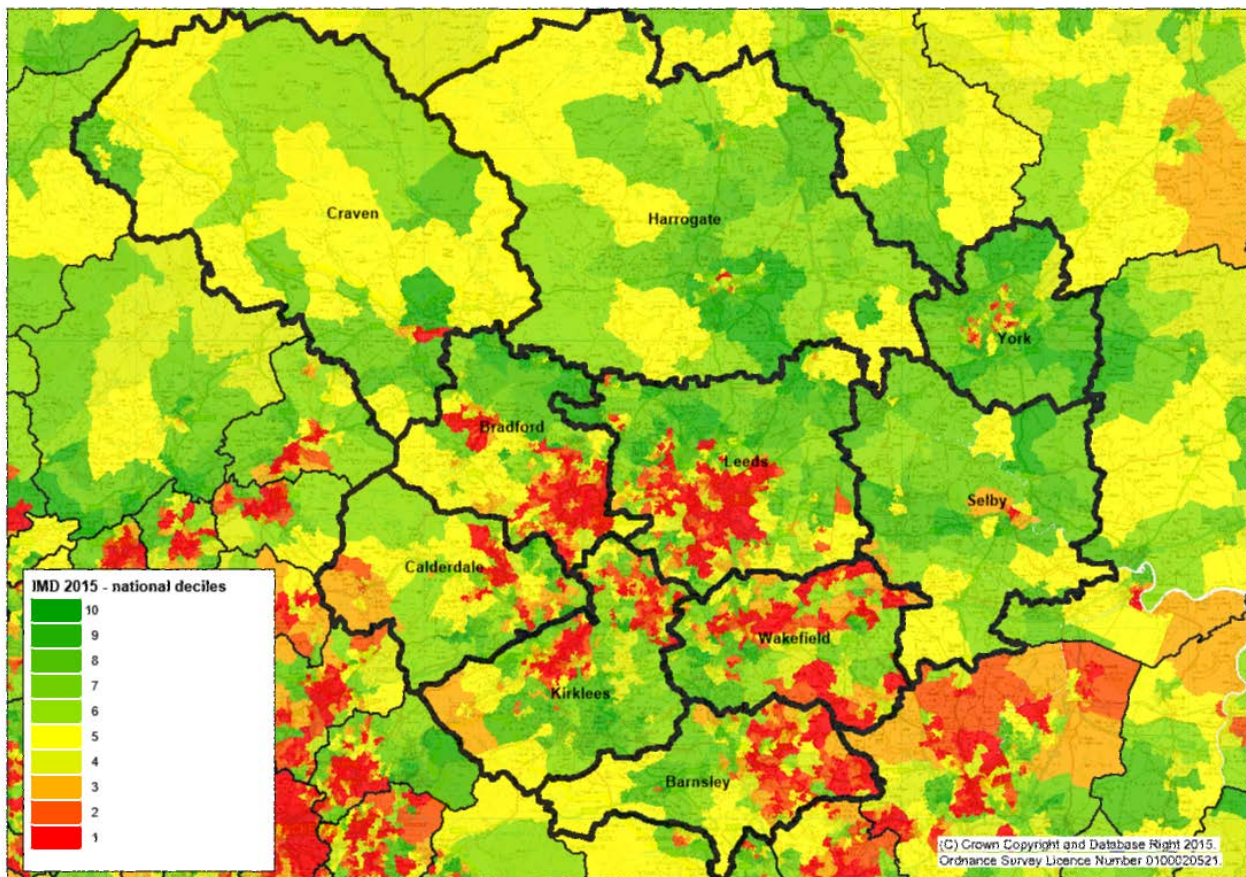 Craven
Harrogate
York
Bradford
Leeds
Selby
Calderdale
Wakefield
Kirklees
Barnsley
IMD 2015 - national deciles
10
9
8
7
6
5
4
3
2
1
(C) Crown Copyright and Database Right 2015.
Ordnance Survey Licence Number 0100020521.